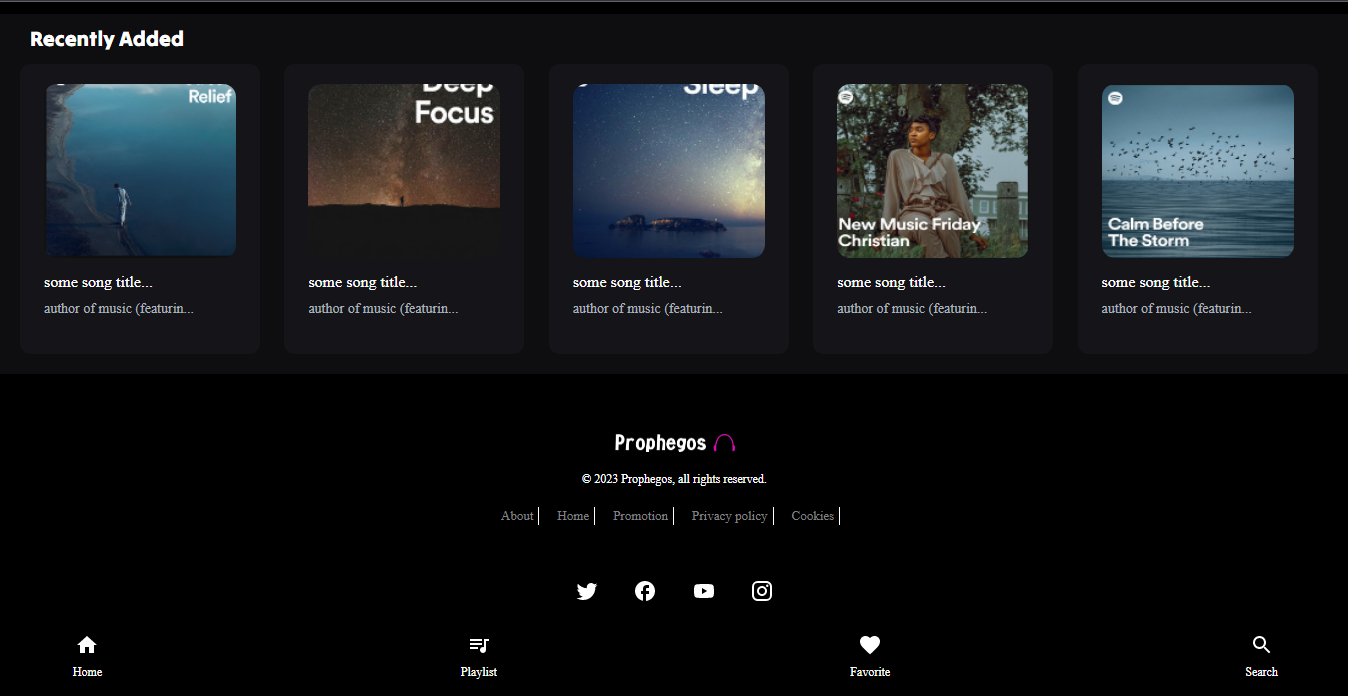 Recently Added
Relief
Deep
Focus
Sleep
New Music Friday
Christian
Calm Before
The Storm
some song title...
author of music (featurin...
some song title...
author of music (featurin...
some song title...
author of music (featurin...
some song title...
author of music (featurin...
some song title...
author of music (featurin...
Prophegos
© 2023 Prophegos, all rights reserved.
About | Home | Promotion | Privacy policy | Cookies |
Home
Playlist
Favorite
Search